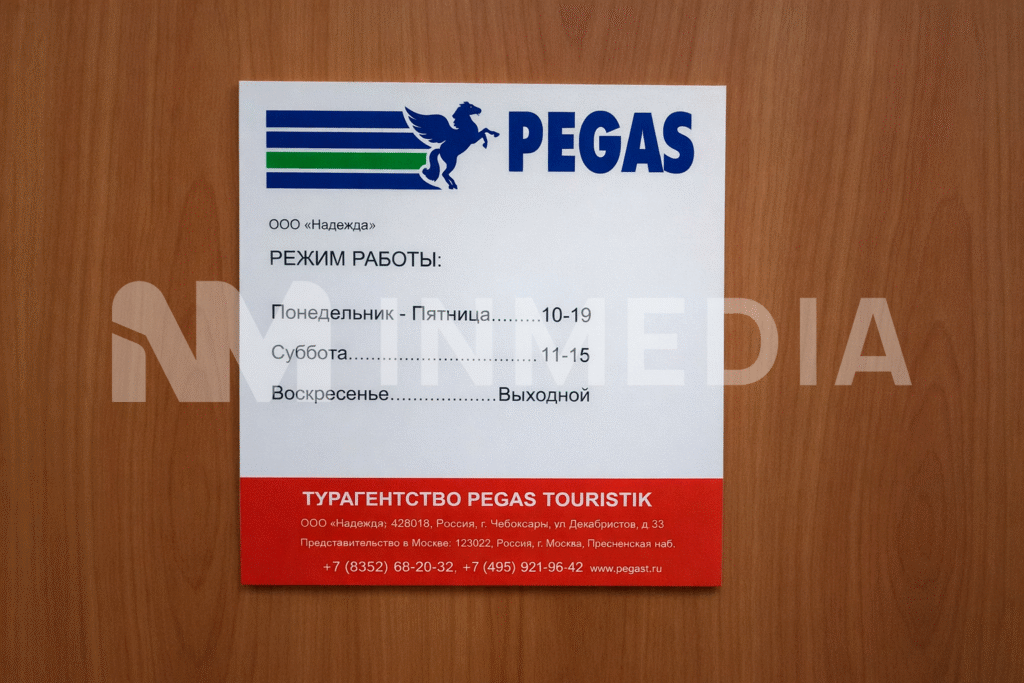 PEGAS
ООО «Надежда»
РЕЖИМ РАБОТЫ:
Понедельник - Пятница.........10-19
Суббота.................................... 11-15
Воскресенье....................Выходной
INMEDIA
ТУРАГЕНТСТВО PEGAS TOURISTIK
ООО «Надежда; 428018, Россия, г. Чебоксары, ул Декабристов, д 33
Представительство в Москве: 123022, Россия, г. Москва, Пресненская наб.
+7 (8352) 68-20-32, +7 (495) 921-96-42 www.pegast.ru